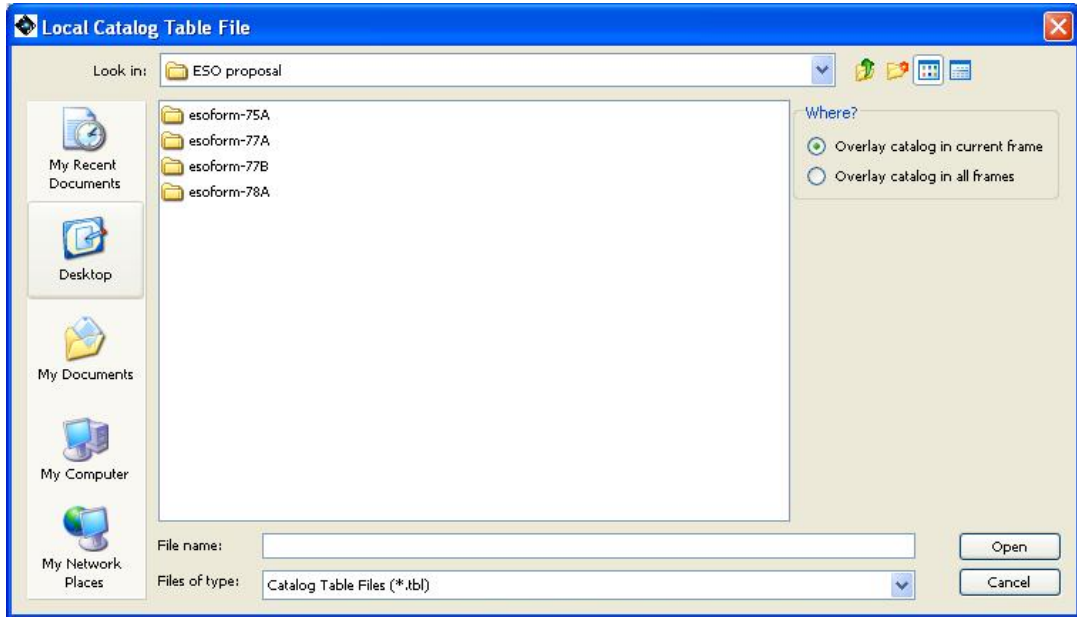 Local Catalog Table File
Look in: ESO proposal
esoform-75A
esoform-77A
esoform-77B
esoform-78A
Where?
Overlay catalog in current frame
Overlay catalog in all frames
My Recent
Documents
Desktop
My Documents
My Computer
My Network
Places
File name:
Open
Files of type: Catalog Table Files (*.tbl)
Cancel